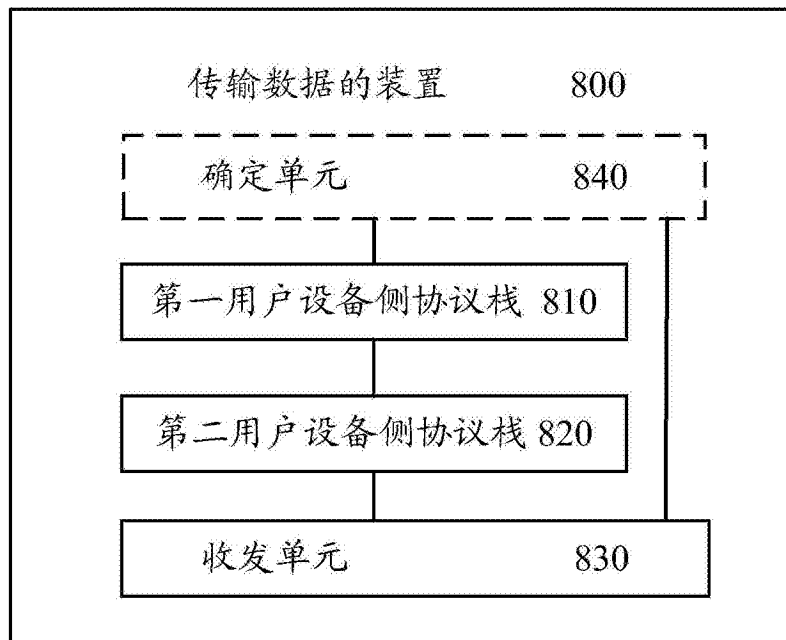 传输数据的装置 800
确定单元 840
第一用户设备侧协议栈 810
第二用户设备侧协议栈 820
收发单元 830